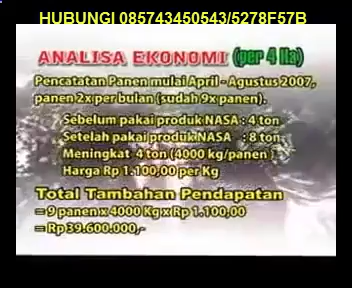 HUBUNGI 085743450543/5278F57B
ANALISA EKONOMI (per 4 Ha)
Pencatatan Panen mulai April - Agustus 2007,
panen 2x per bulan (sudah 9x panen).
Sebelum pakai produk NASA : 4 ton
Setelah pakai produk NASA : 8 ton
Meningkat 4 ton (4000 kg/panen)
Harga Rp 1.100,00 per Kg
Total Tambahan Pendapatan
= 9 panen x 4000 Kg x Rp 1.100,00
= Rp 39.600.000,-